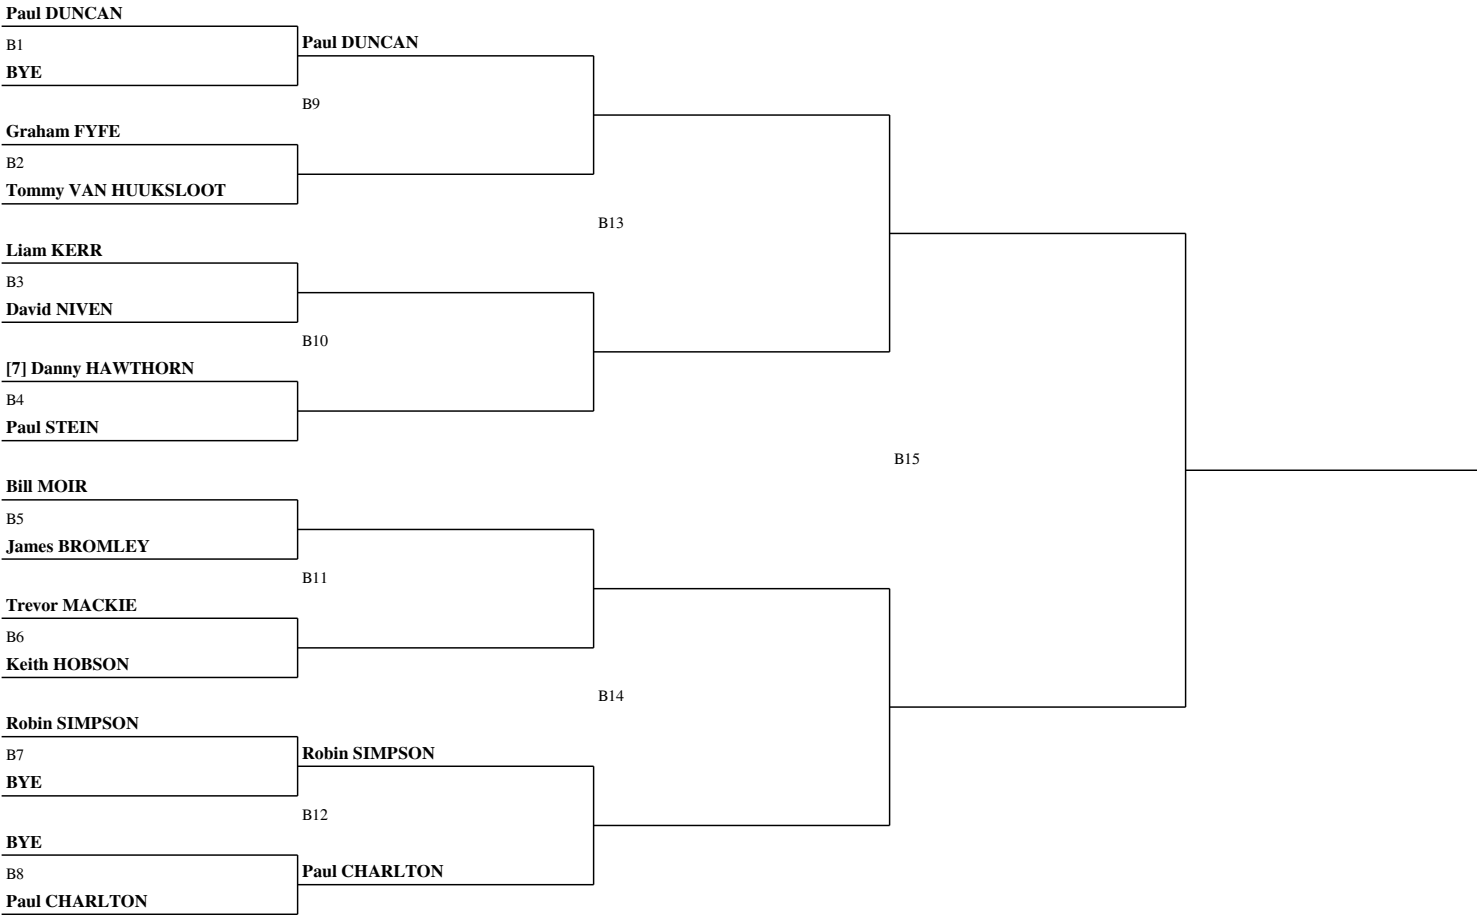 Paul DUNCAN
B1
BYE
Paul DUNCAN
B9
Graham FYFE
B2
Tommy VAN HUUKSLOOT
B13
Liam KERR
B3
David NIVEN
B10
[7] Danny HAWTHORN
B4
Paul STEIN
B15
Bill MOIR
B5
James BROMLEY
B11
Trevor MACKIE
B6
Keith HOBSON
B14
Robin SIMPSON
B7
BYE
Robin SIMPSON
B12
BYE
B8
Paul CHARLTON
Paul CHARLTON